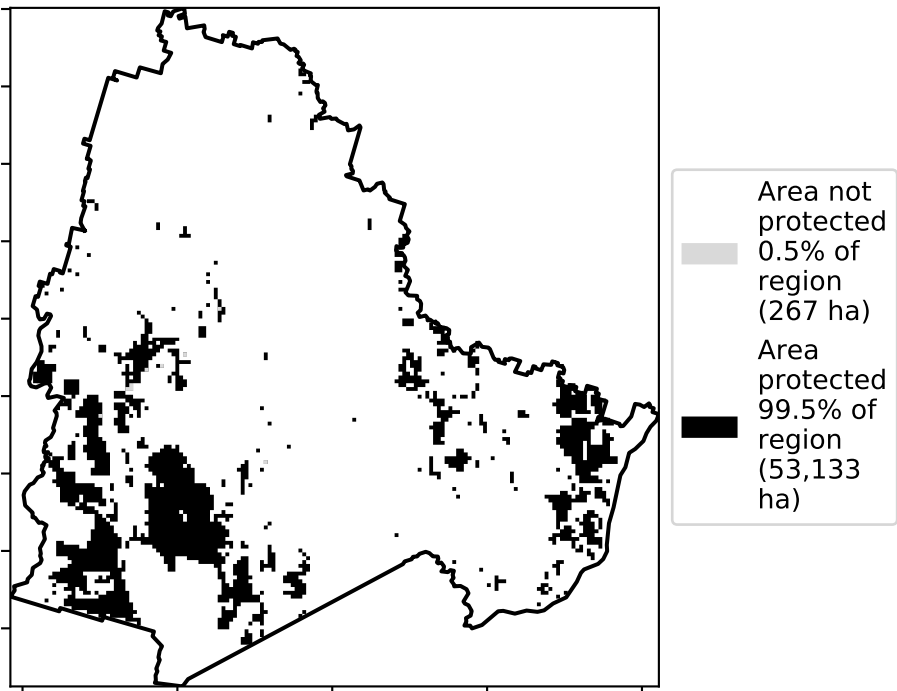 Area not
protected
0.5% of
region
(267 ha)
Area
protected
99.5% of
region
(53,133
ha)